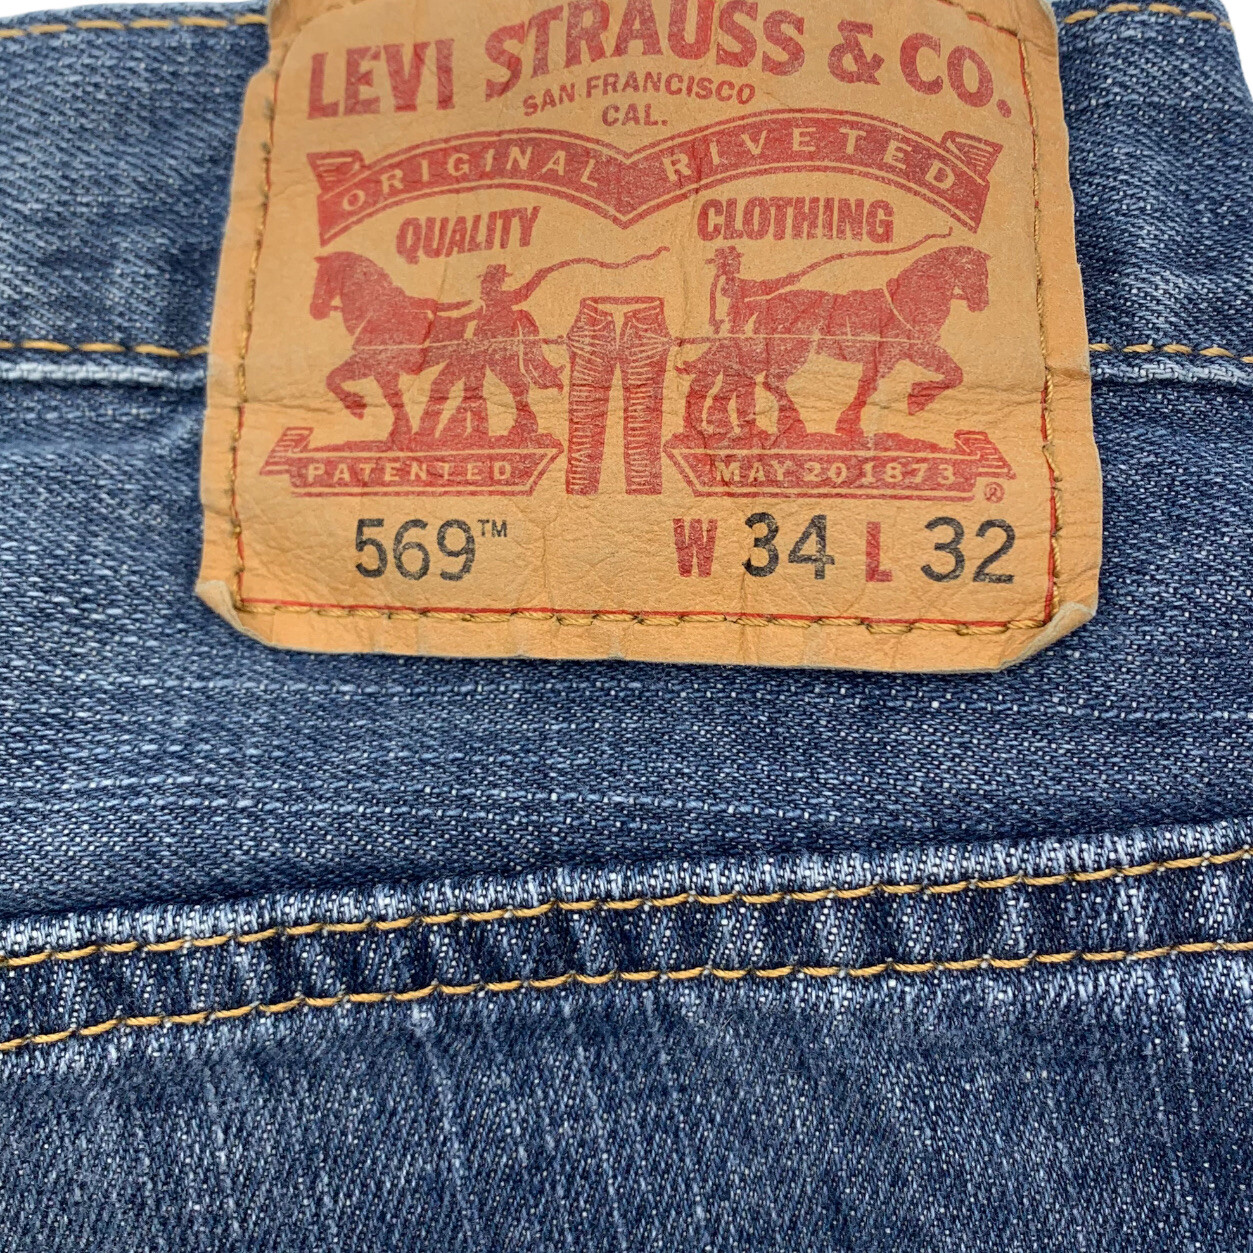 LEVI STRAUSS & CO.
SAN FRANCISCO
CAL.
ORIGINAL RIVETED
QUALITY CLOTHING
PATENTED MAY 20 1873 ®
569™ W 34 L 32